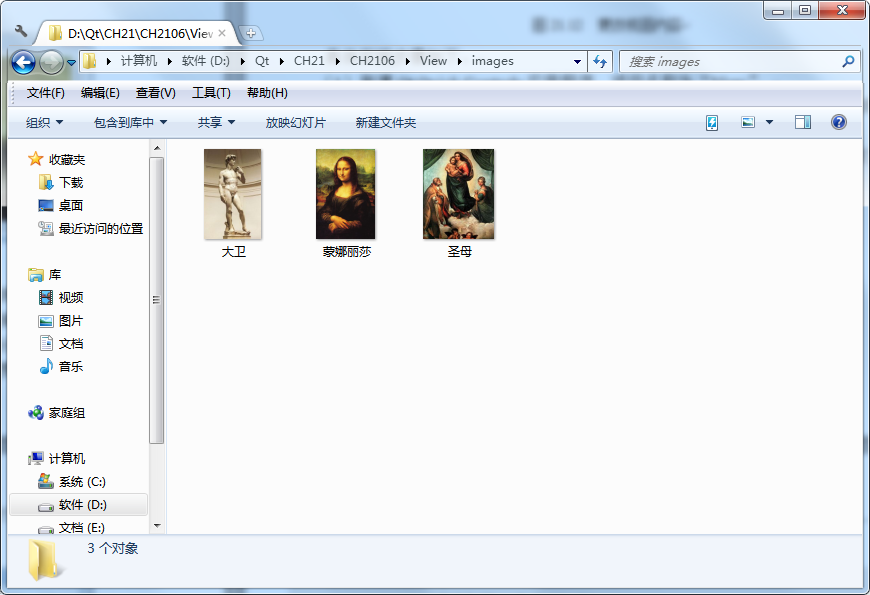 D:\Qt\CH21\CH2106\View
计算机 软件 (D:) Qt CH21 CH2106 View images
搜索 images
文件(F) 编辑(E) 查看(V) 工具(T) 帮助(H)
组织 包含到库中 共享 放映幻灯片 新建文件夹
收藏夹
下载
桌面
最近访问的位置
库
视频
图片
文档
音乐
家庭组
计算机
系统 (C:)
软件 (D:)
文档 (E:)
大卫 蒙娜丽莎 圣母
3 个对象